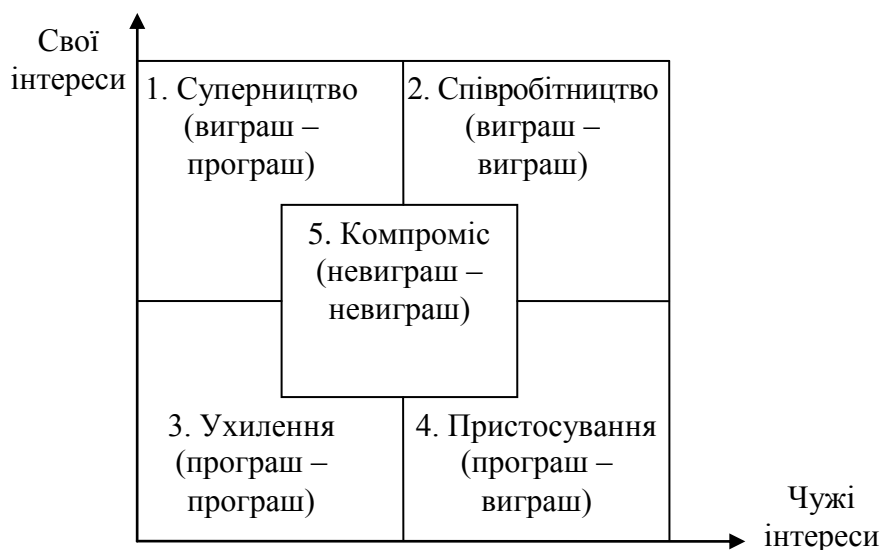 Свої
інтереси
1. Суперництво
(виграш –
програш)
2. Співробітництво
(виграш –
виграш)
5. Компроміс
(невиграш –
невиграш)
3. Ухилення
(програш –
програш)
4. Пристосування
(програш –
виграш)
Чужі
інтереси